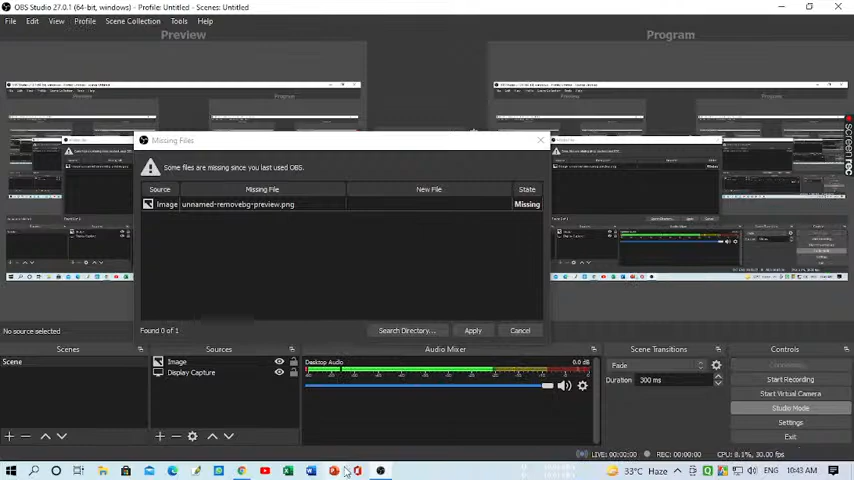 OBS Studio 27.0.1 (64-bit, windows) - Profile: Untitled - Scenes: Untitled
File Edit View Profile Scene Collection Tools Help
Preview Program
Missing Files
Some files are missing since you last used OBS.
Source Missing File New File State
Image unnamed-removebg-preview.png Missing
Found 0 of 1 Search Directory... Apply Cancel
No source selected
Scenes Sources Audio Mixer Scene Transitions Controls
Scene
Image
Display Capture
Desktop Audio 0.0 dB
Fade
Duration 300 ms
Start Recording
Start Virtual Camera
Studio Mode
Settings
Exit
LIVE: 00:00:00 REC: 00:00:00 CPU: 8.1%, 30.00 fps
33°C Haze ENG 10:43 AM
screenrec